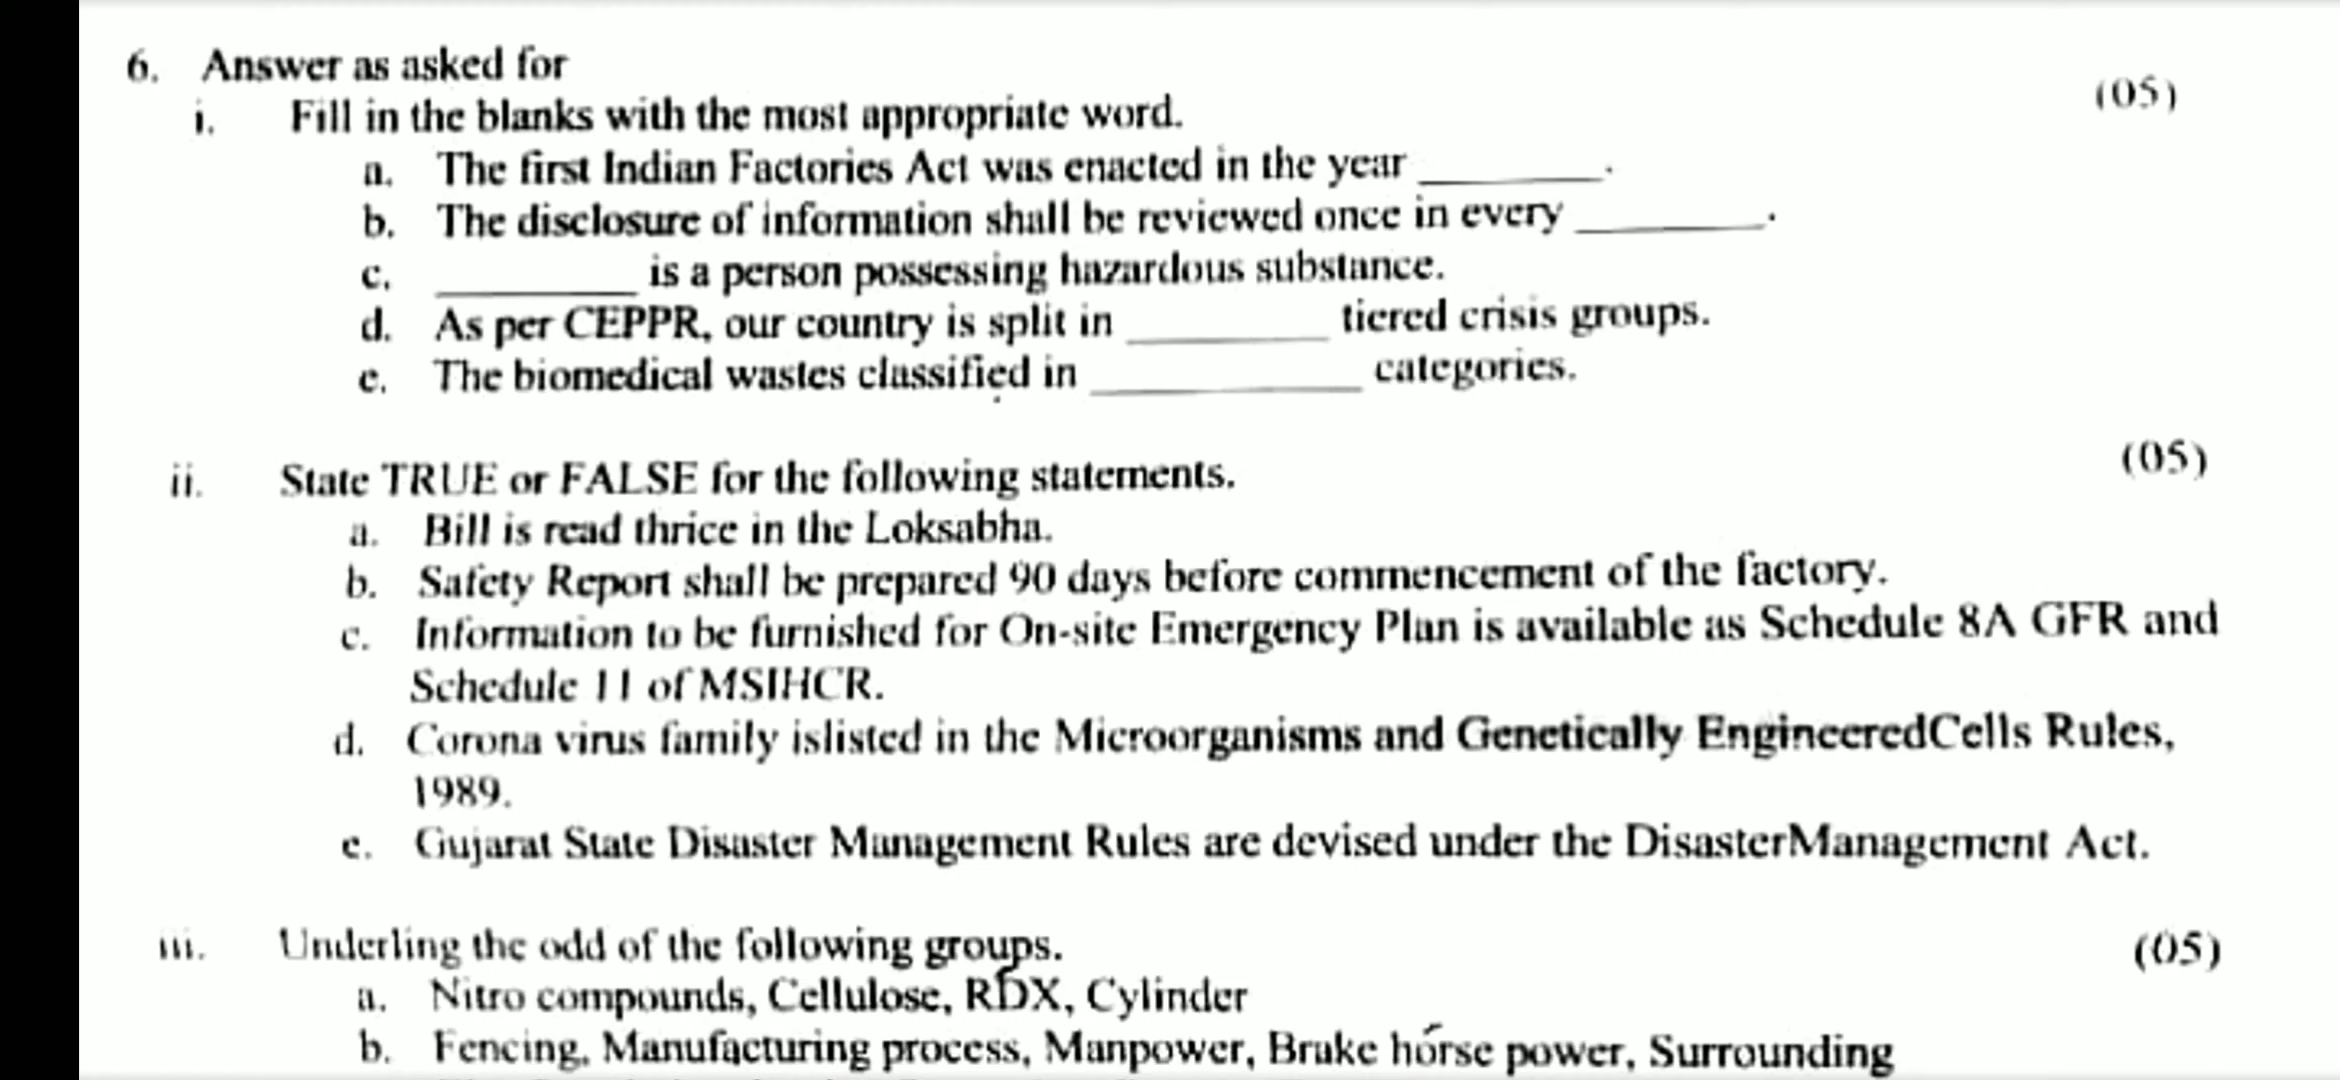 6. Answer as asked for
(05)
i. Fill in the blanks with the most appropriate word.
a. The first Indian Factories Act was enacted in the year ________.
b. The disclosure of information shall be reviewed once in every ________.
c. ________ is a person possessing hazardous substance.
d. As per CEPPR, our country is split in ________ tiered crisis groups.
e. The biomedical wastes classified in ________ categories.
(05)
ii. State TRUE or FALSE for the following statements.
a. Bill is read thrice in the Loksabha.
b. Safety Report shall be prepared 90 days before commencement of the factory.
c. Information to be furnished for On-site Emergency Plan is available as Schedule 8A GFR and
Schedule 11 of MSIHCR.
d. Corona virus family islisted in the Microorganisms and Genetically EngineeredCells Rules,
1989.
e. Gujarat State Disaster Management Rules are devised under the DisasterManagement Act.
iii. Underling the odd of the following groups. (05)
a. Nitro compounds, Cellulose, RDX, Cylinder
b. Fencing, Manufacturing process, Manpower, Brake horse power, Surrounding